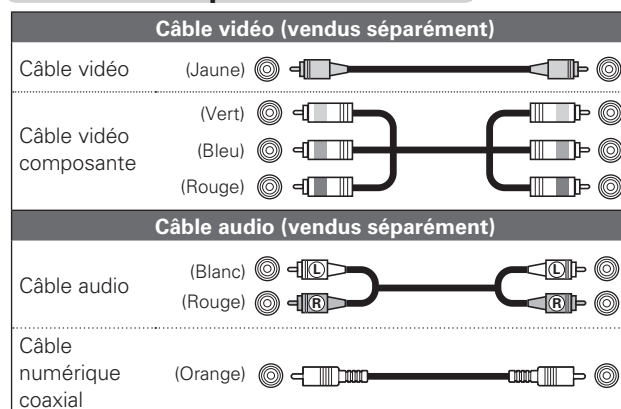 Câble vidéo (vendus séparément)
Câble vidéo
(Jaune)
Câble vidéo
composante
(Vert)
(Bleu)
(Rouge)
Câble audio (vendus séparément)
Câble audio
(Blanc) L L
(Rouge) R R
Câble
numérique
coaxial
(Orange)